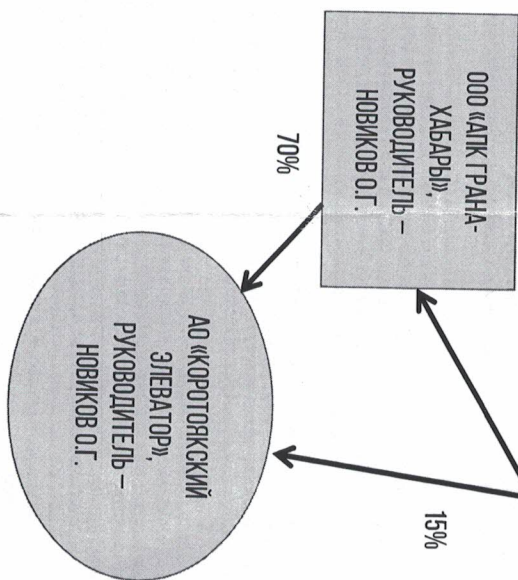 ООО «АПК ГРАНА-
ХАБАРЫ»,
РУКОВОДИТЕЛЬ –
НОВИКОВ О.Г.
70%
15%
АО «КОРОТОЯКСКИЙ
ЭЛЕВАТОР»,
РУКОВОДИТЕЛЬ –
НОВИКОВ О.Г.